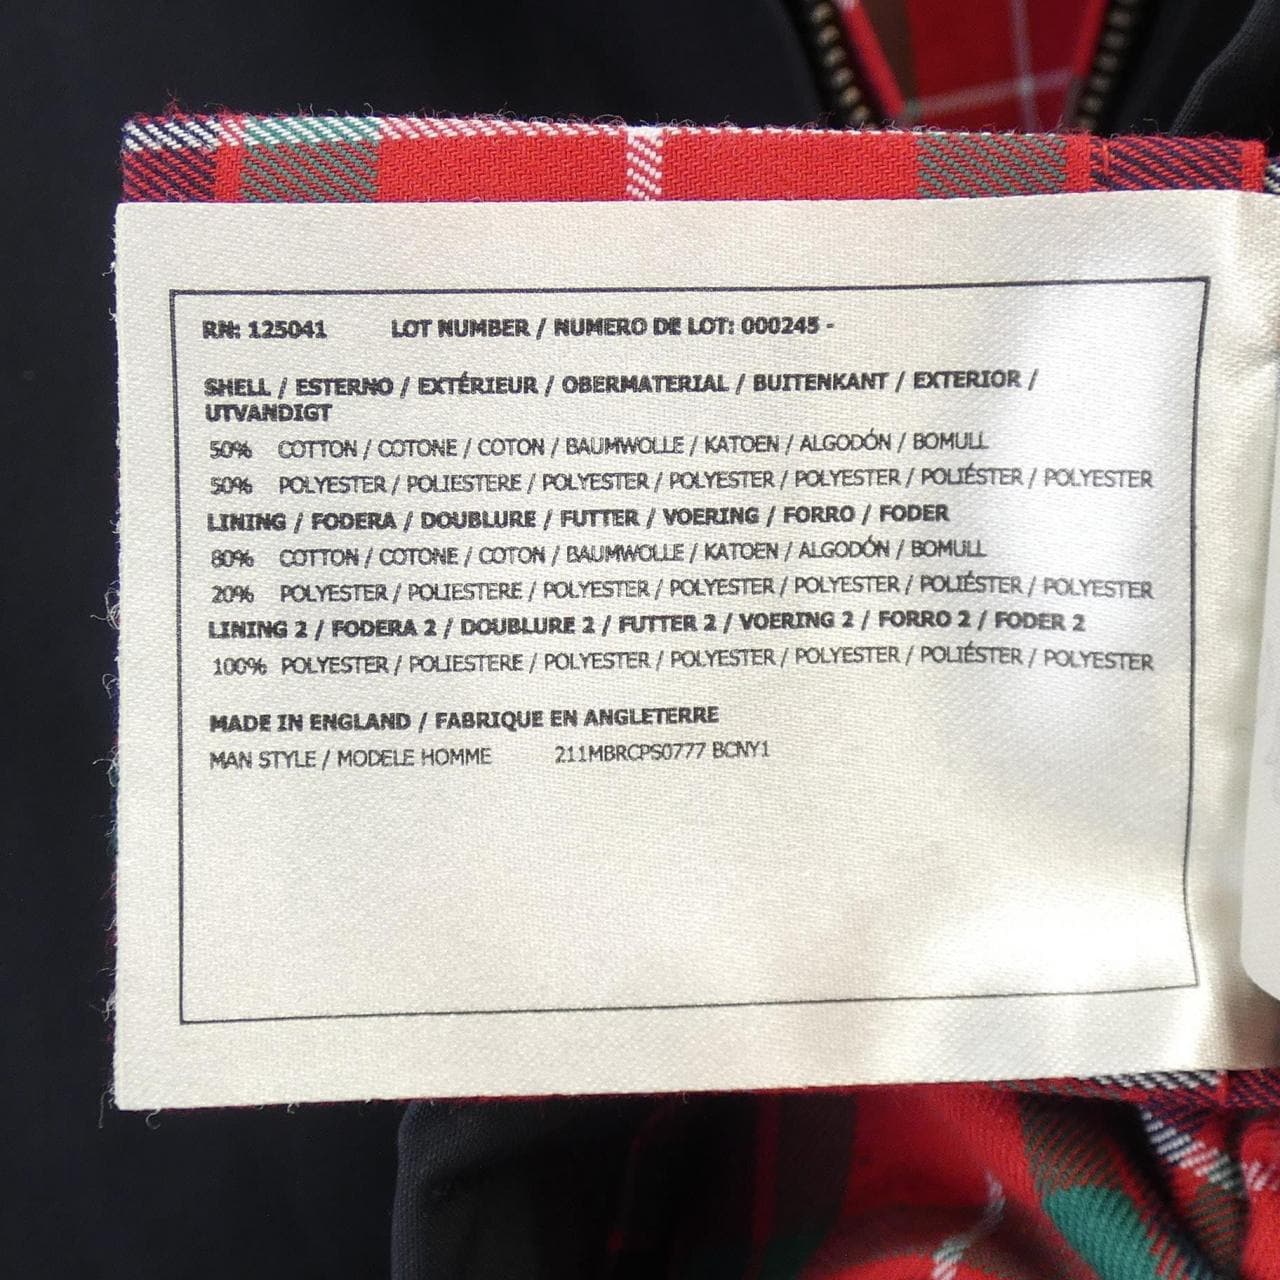 RN: 125041 LOT NUMBER / NUMERO DE LOT: 000245 -
SHELL / ESTERNO / EXTÉRIEUR / OBERMATERIAL / BUITENKANT / EXTERIOR /
UTVANDIGT
50% COTTON / COTONE / COTON / BAUMWOLLE / KATOEN / ALGODÓN / BOMULL
50% POLYESTER / POLIESTERE / POLYESTER / POLYESTER / POLYESTER / POLIÉSTER / POLYESTER
LINING / FODERA / DOUBLURE / FUTTER / VOERING / FORRO / FODER
80% COTTON / COTONE / COTON / BAUMWOLLE / KATOEN / ALGODÓN / BOMULL
20% POLYESTER / POLIESTERE / POLYESTER / POLYESTER / POLYESTER / POLIÉSTER / POLYESTER
LINING 2 / FODERA 2 / DOUBLURE 2 / FUTTER 2 / VOERING 2 / FORRO 2 / FODER 2
100% POLYESTER / POLIESTERE / POLYESTER / POLYESTER / POLYESTER / POLIÉSTER / POLYESTER
MADE IN ENGLAND / FABRIQUE EN ANGLETERRE
MAN STYLE / MODELE HOMME 211MBRCPS0777 BCNY1